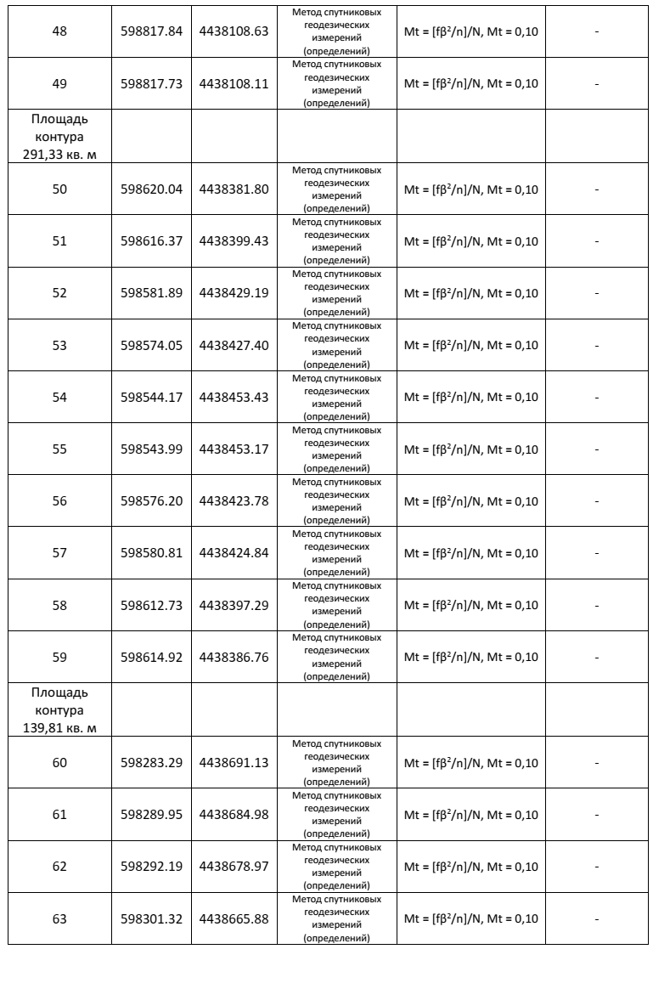 48 598817.84 4438108.63 Метод спутниковых геодезических измерений (определений) Mt = [fβ²/n]/N, Mt = 0,10 -
49 598817.73 4438108.11 Метод спутниковых геодезических измерений (определений) Mt = [fβ²/n]/N, Mt = 0,10 -
Площадь
контура
291,33 кв. м
50 598620.04 4438381.80 Метод спутниковых геодезических измерений (определений) Mt = [fβ²/n]/N, Mt = 0,10 -
51 598616.37 4438399.43 Метод спутниковых геодезических измерений (определений) Mt = [fβ²/n]/N, Mt = 0,10 -
52 598581.89 4438429.19 Метод спутниковых геодезических измерений (определений) Mt = [fβ²/n]/N, Mt = 0,10 -
53 598574.05 4438427.40 Метод спутниковых геодезических измерений (определений) Mt = [fβ²/n]/N, Mt = 0,10 -
54 598544.17 4438453.43 Метод спутниковых геодезических измерений (определений) Mt = [fβ²/n]/N, Mt = 0,10 -
55 598543.99 4438453.17 Метод спутниковых геодезических измерений (определений) Mt = [fβ²/n]/N, Mt = 0,10 -
56 598576.20 4438423.78 Метод спутниковых геодезических измерений (определений) Mt = [fβ²/n]/N, Mt = 0,10 -
57 598580.81 4438424.84 Метод спутниковых геодезических измерений (определений) Mt = [fβ²/n]/N, Mt = 0,10 -
58 598612.73 4438397.29 Метод спутниковых геодезических измерений (определений) Mt = [fβ²/n]/N, Mt = 0,10 -
59 598614.92 4438386.76 Метод спутниковых геодезических измерений (определений) Mt = [fβ²/n]/N, Mt = 0,10 -
Площадь
контура
139,81 кв. м
60 598283.29 4438691.13 Метод спутниковых геодезических измерений (определений) Mt = [fβ²/n]/N, Mt = 0,10 -
61 598289.95 4438684.98 Метод спутниковых геодезических измерений (определений) Mt = [fβ²/n]/N, Mt = 0,10 -
62 598292.19 4438678.97 Метод спутниковых геодезических измерений (определений) Mt = [fβ²/n]/N, Mt = 0,10 -
63 598301.32 4438665.88 Метод спутниковых геодезических измерений (определений) Mt = [fβ²/n]/N, Mt = 0,10 -